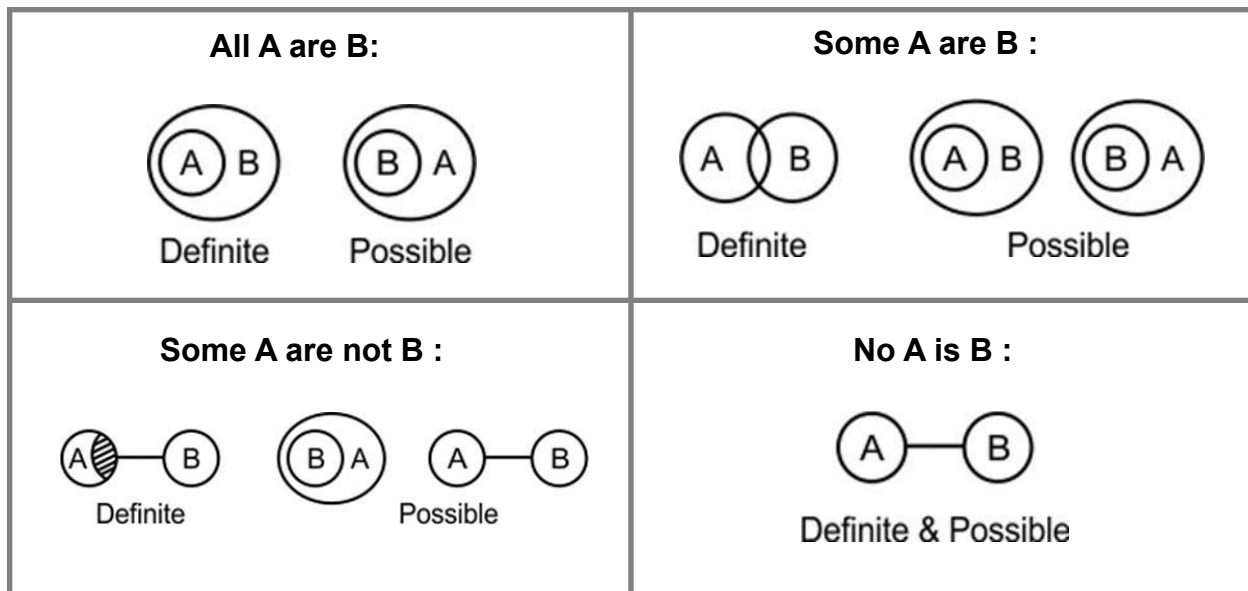 All A are B:
A B
B A
Definite
Possible
Some A are B :
A B
A B
B A
Definite
Possible
Some A are not B :
A B
B A
A B
Definite
Possible
No A is B :
A B
Definite & Possible